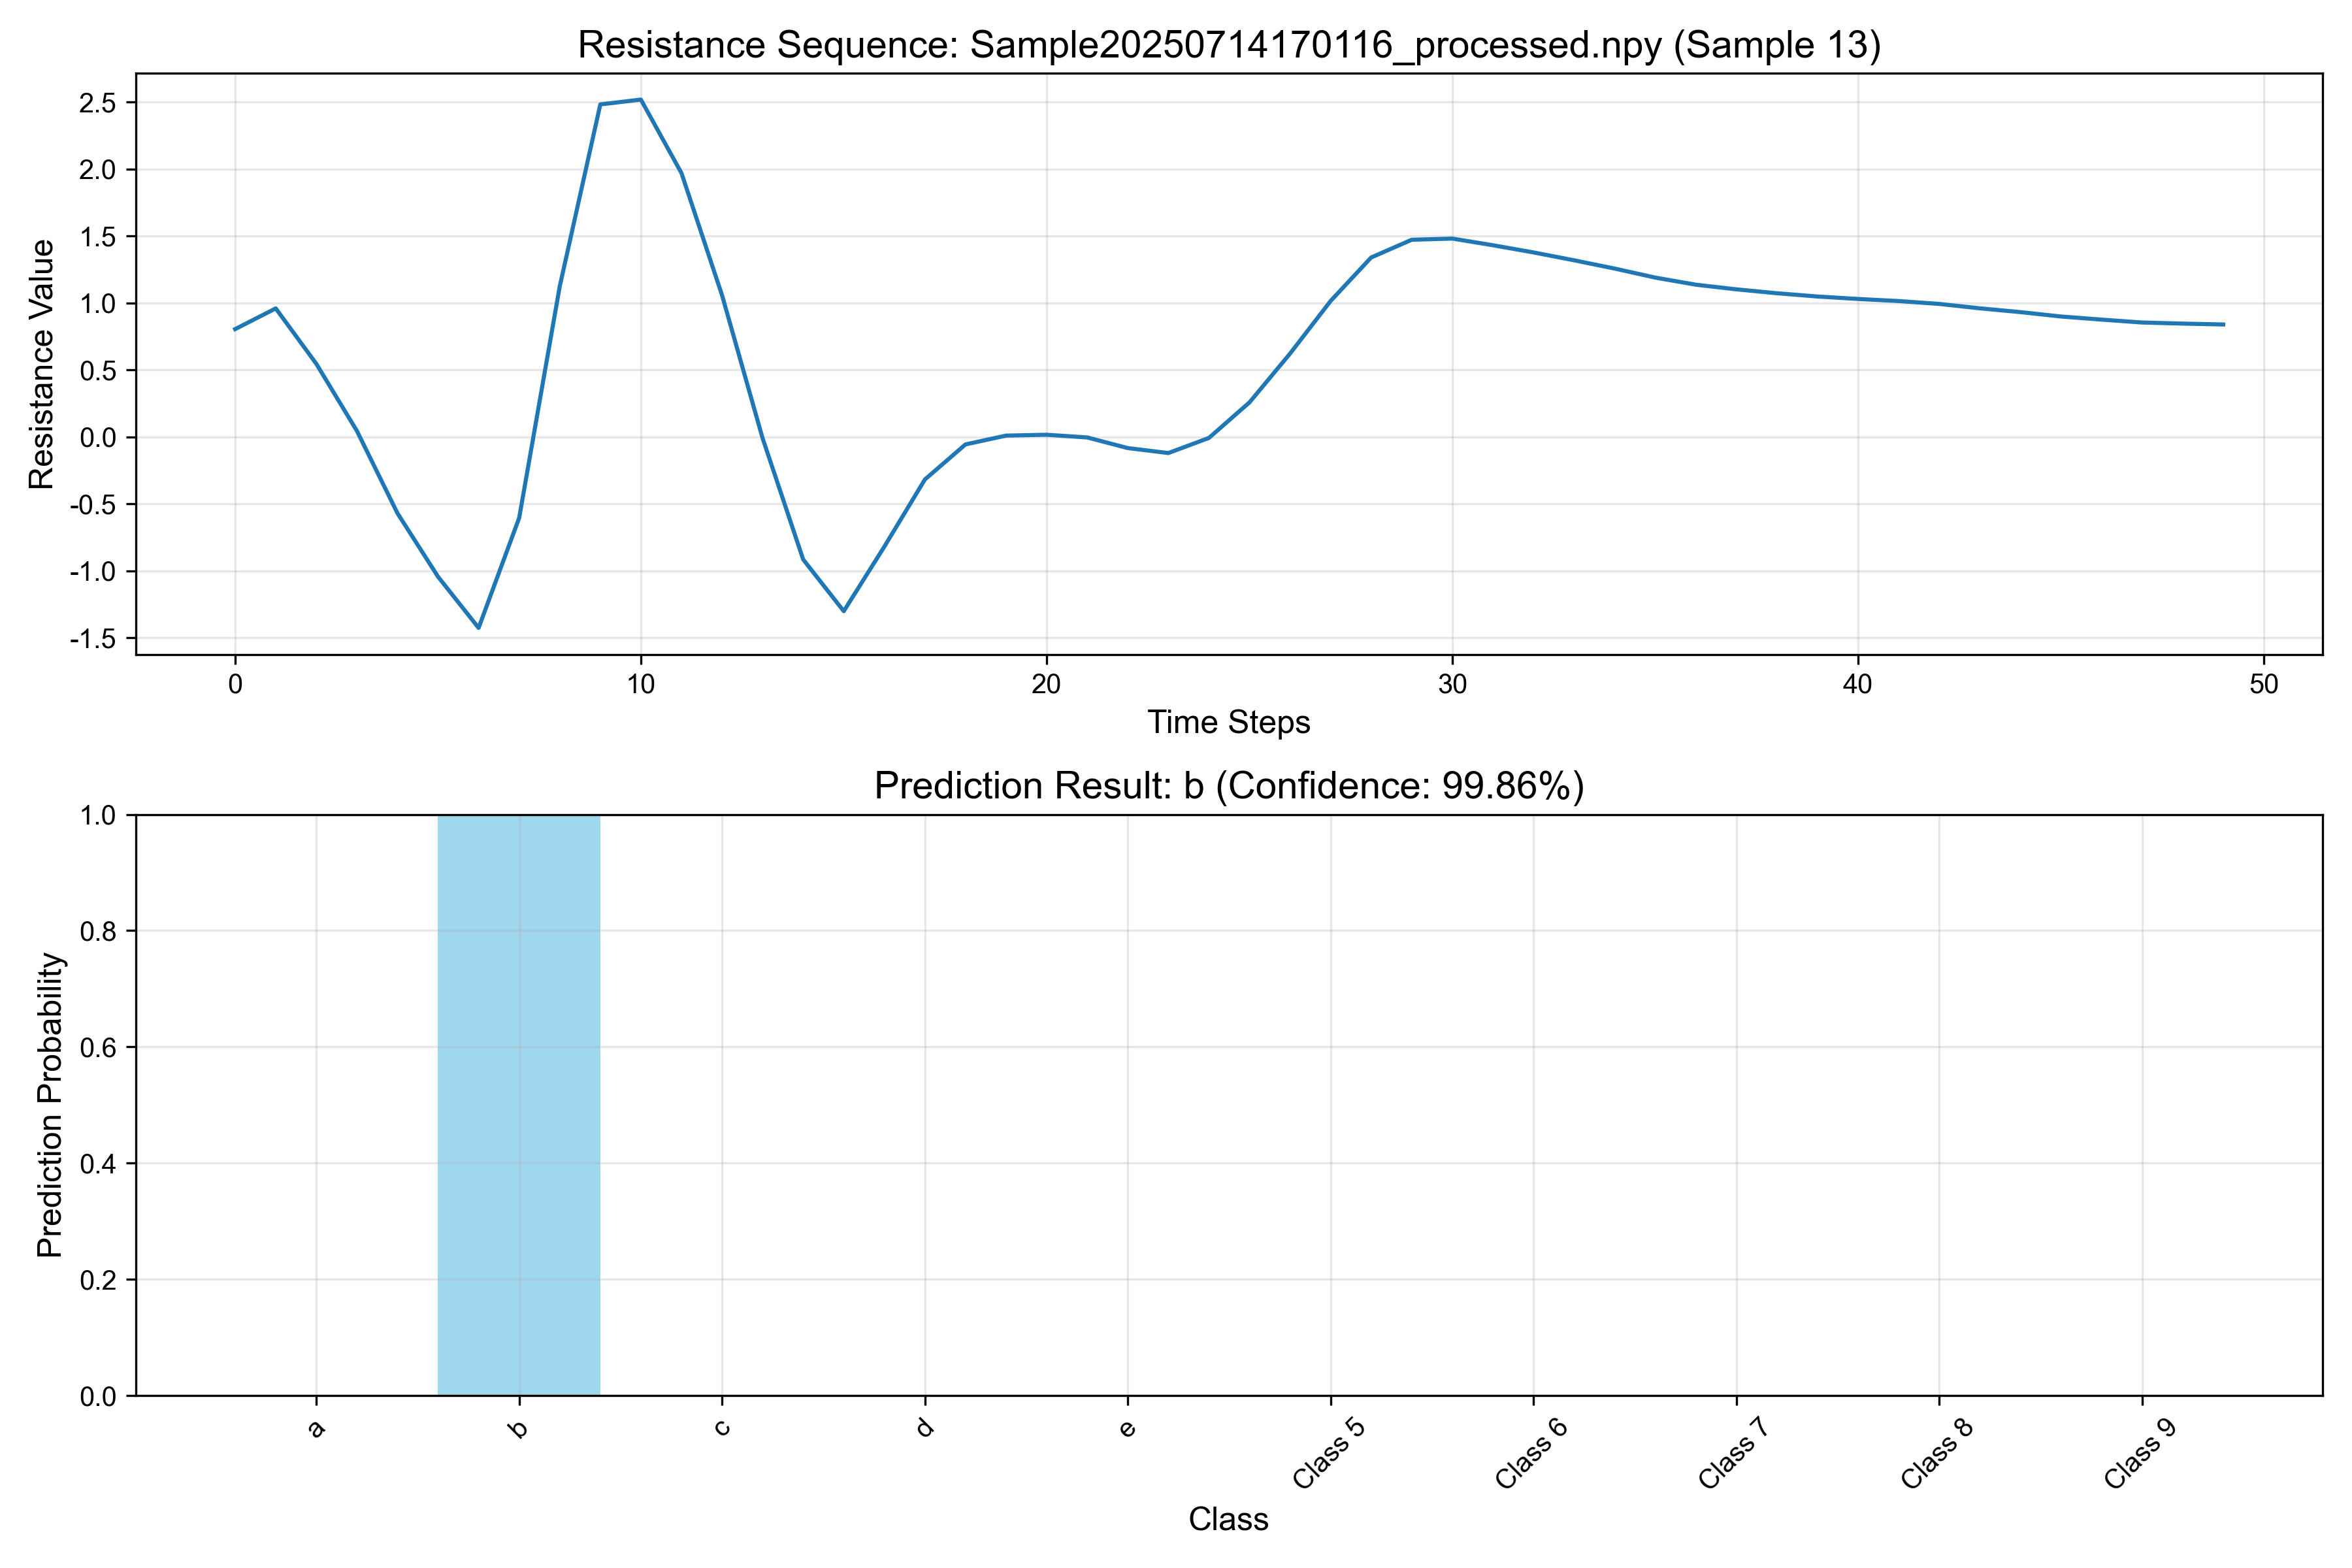 Resistance Sequence: Sample20250714170116_processed.npy (Sample 13)
Resistance Value
2.5
2.0
1.5
1.0
0.5
0.0
-0.5
-1.0
-1.5
0 10 20 30 40 50
Time Steps
Prediction Result: b (Confidence: 99.86%)
Prediction Probability
1.0
0.8
0.6
0.4
0.2
0.0
a b c d e Class 5 Class 6 Class 7 Class 8 Class 9
Class